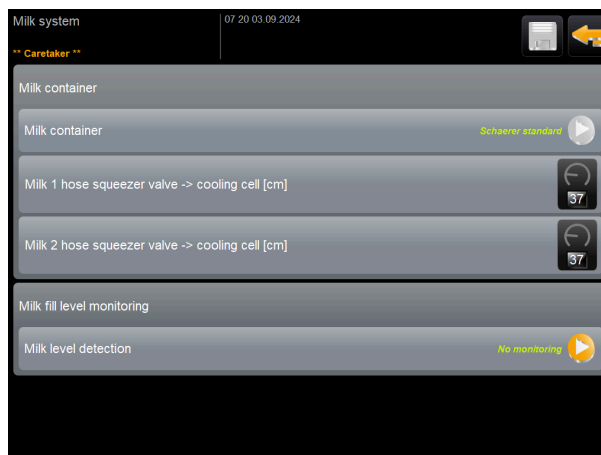 Milk system
07 20 03.09.2024
** Caretaker **
Milk container
Milk container Schaerer standard
Milk 1 hose squeezer valve -> cooling cell [cm] 37
Milk 2 hose squeezer valve -> cooling cell [cm] 37
Milk fill level monitoring
Milk level detection No monitoring